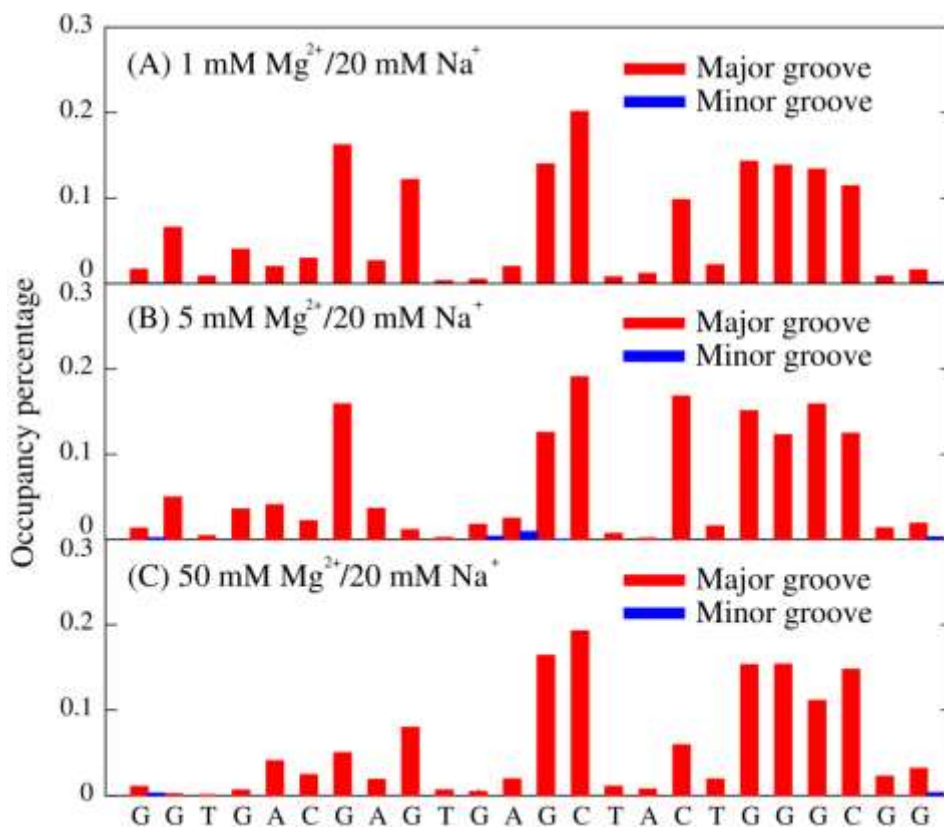 0.3
(A) 1 mM Mg²⁺/20 mM Na⁺
Major groove
Minor groove
0.2
0.1
0
0.3
(B) 5 mM Mg²⁺/20 mM Na⁺
Major groove
Minor groove
0.2
0.1
0
0.3
(C) 50 mM Mg²⁺/20 mM Na⁺
Major groove
Minor groove
0.2
0.1
0
Occupancy percentage
G G T G A C G A G T G A G C T A C T G G G C G G